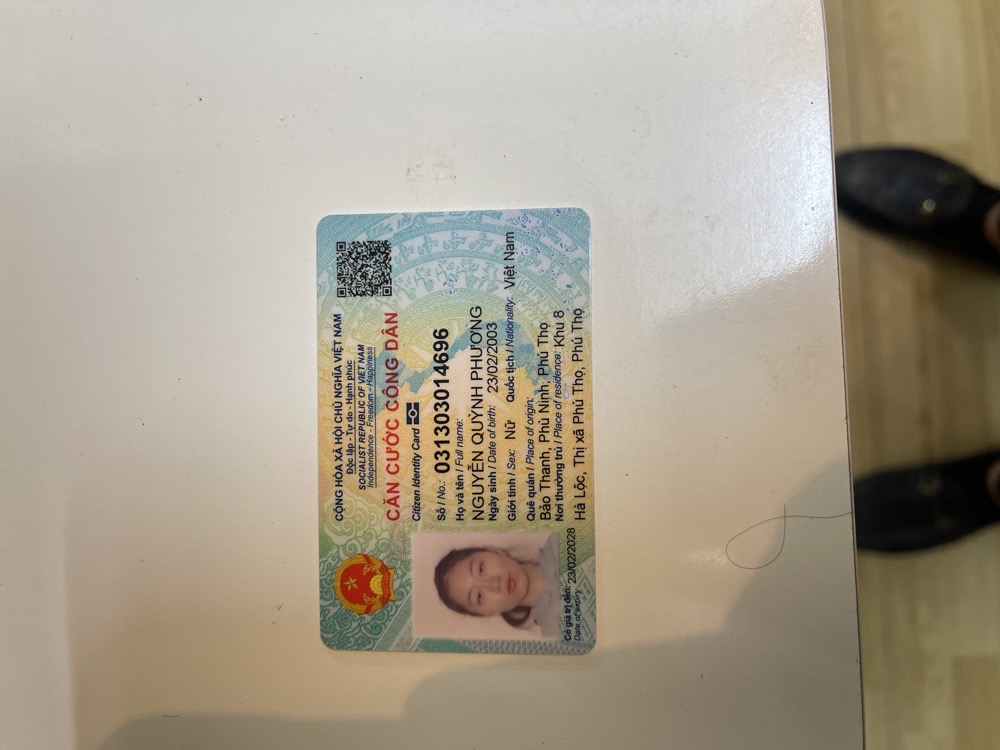 CỘNG HÒA XÃ HỘI CHỦ NGHĨA VIỆT NAM
Độc lập - Tự do - Hạnh phúc
SOCIALIST REPUBLIC OF VIET NAM
Independence - Freedom - Happiness
CĂN CƯỚC CÔNG DÂN
Citizen Identity Card
Số / No.: 031303014696
Họ và tên / Full name:
NGUYỄN QUỲNH PHƯƠNG
Ngày sinh / Date of birth: 23/02/2003
Giới tính / Sex: Nữ Quốc tịch / Nationality: Việt Nam
Quê quán / Place of origin:
Bảo Thanh, Phù Ninh, Phú Thọ
Nơi thường trú / Place of residence: Khu 8
Hà Lộc, Thị xã Phú Thọ, Phú Thọ
Có giá trị đến: 23/02/2028
Date of expiry